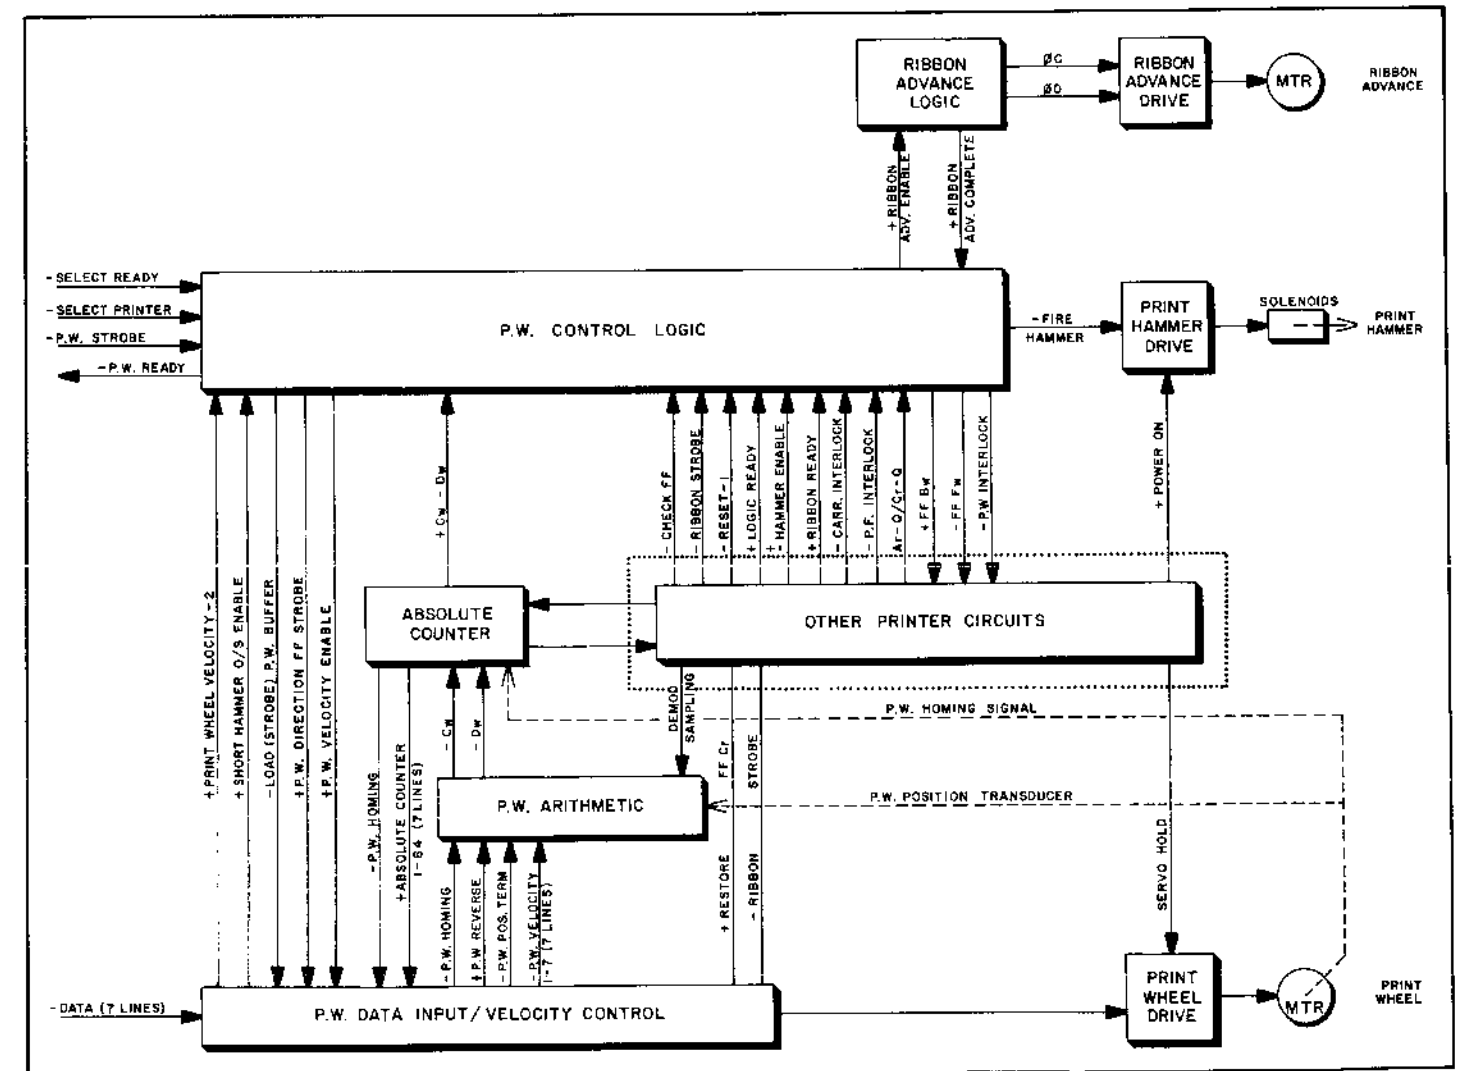 RIBBON
ADVANCE
LOGIC
ØC
ØD
RIBBON
ADVANCE
DRIVE
MTR
RIBBON
ADVANCE
+ RIBBON
ADV. ENABLE
+ RIBBON
ADV. COMPLETE
- SELECT READY
- SELECT PRINTER
- P.W. STROBE
- P.W. READY
P.W. CONTROL LOGIC
- FIRE
HAMMER
PRINT
HAMMER
DRIVE
SOLENOIDS
PRINT
HAMMER
+ Cw - Dw
- CHECK FF
- RIBBON STROBE
- RESET-1
+ LOGIC READY
+ HAMMER ENABLE
+ RIBBON READY
- CARR. INTERLOCK
- P.F. INTERLOCK
Ar-Q/Cr-Q
+ FF Bw
- FF Fw
- P.W INTERLOCK
+ POWER ON
+ PRINT WHEEL VELOCITY-2
+ SHORT HAMMER O/S ENABLE
- LOAD (STROBE) P.W. BUFFER
+ P.W. DIRECTION FF STROBE
+ P.W. VELOCITY ENABLE
ABSOLUTE
COUNTER
OTHER PRINTER CIRCUITS
- P.W. HOMING
+ ABSOLUTE COUNTER
1-64 (7 LINES)
- Cw
- Dw
DEMOD
SAMPLING
P.W. HOMING SIGNAL
P.W. ARITHMETIC
P.W. POSITION TRANSDUCER
+ RESTORE FF Cr
- RIBBON STROBE
SERVO HOLD
- P.W. HOMING
+ P.W REVERSE
- P.W. POS. TERM
- P.W. VELOCITY
1-7 (7 LINES)
- DATA (7 LINES)
P.W. DATA INPUT/VELOCITY CONTROL
PRINT
WHEEL
DRIVE
MTR
PRINT
WHEEL